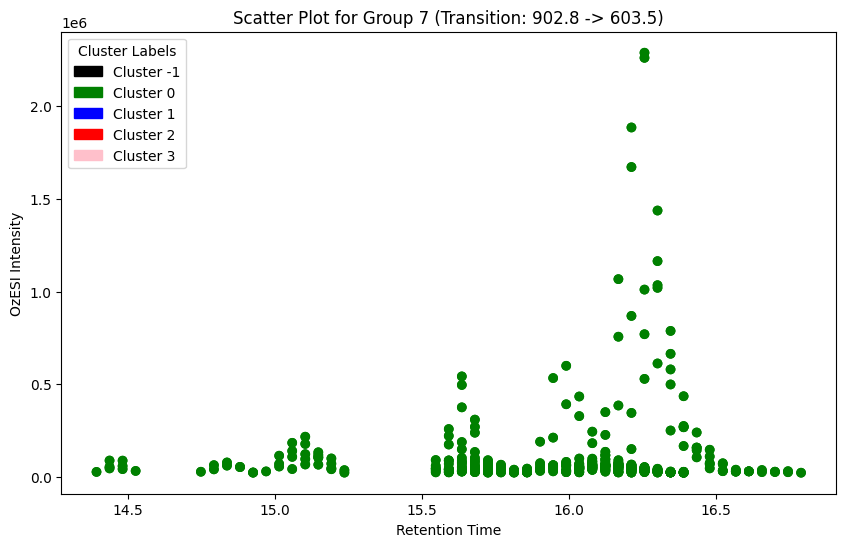 Scatter Plot for Group 7 (Transition: 902.8 -> 603.5)
1e6
Cluster Labels
Cluster -1
Cluster 0
Cluster 1
Cluster 2
Cluster 3
2.0
1.5
1.0
0.5
0.0
OzESI Intensity
14.5 15.0 15.5 16.0 16.5
Retention Time